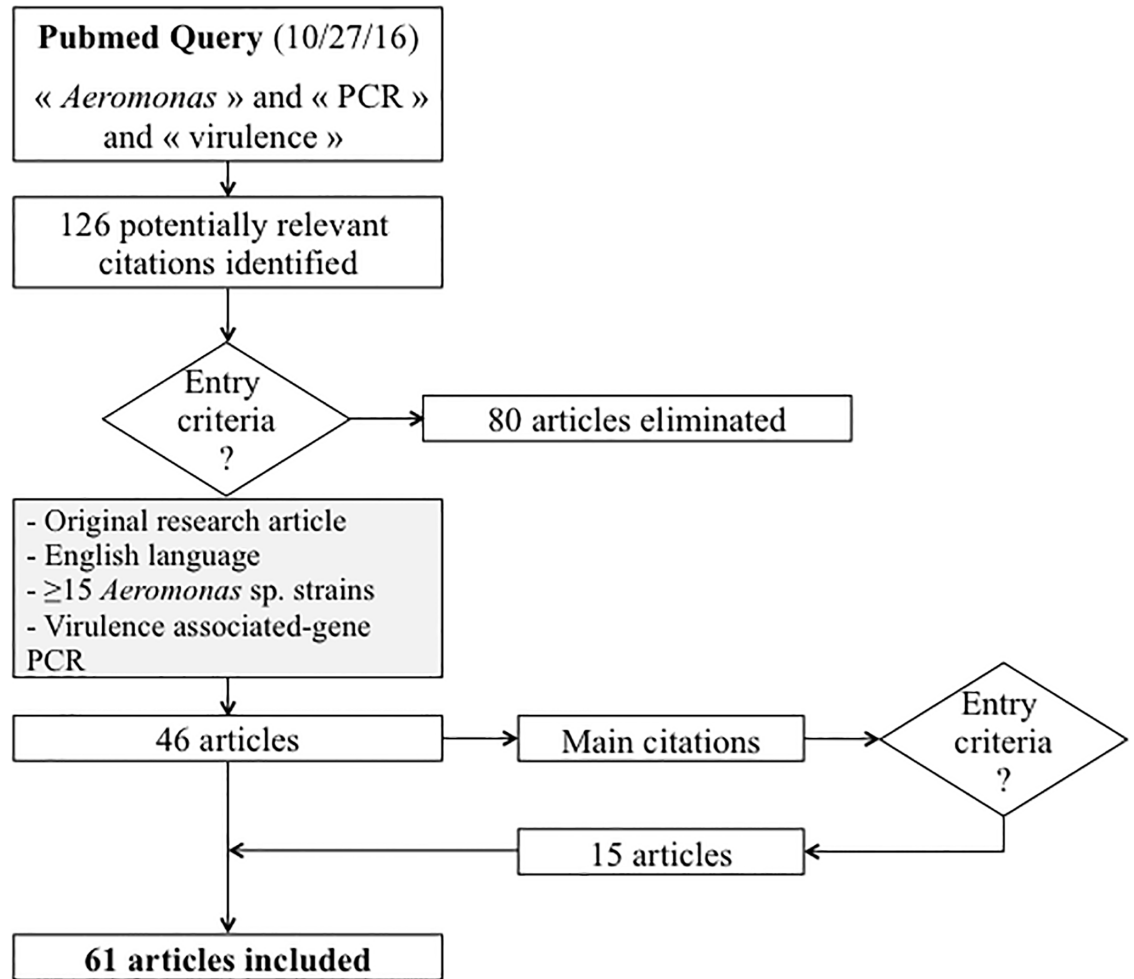 Pubmed Query (10/27/16)
« Aeromonas » and « PCR »
and « virulence »
126 potentially relevant
citations identified
Entry
criteria
?
80 articles eliminated
- Original research article
- English language
- ≥15 Aeromonas sp. strains
- Virulence associated-gene
PCR
46 articles
Main citations
Entry
criteria
?
15 articles
61 articles included